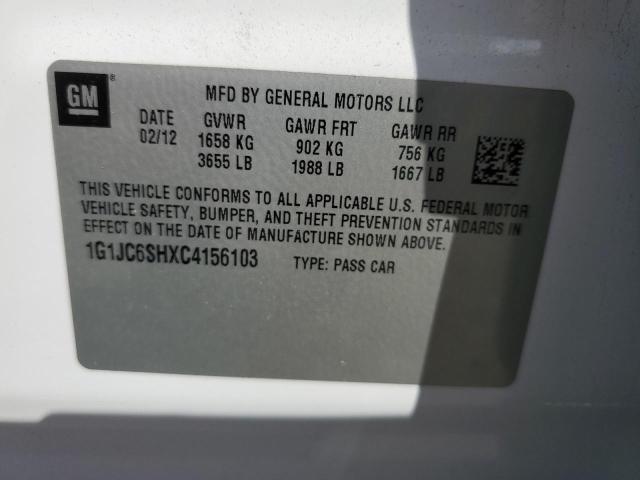 GM ®
MFD BY GENERAL MOTORS LLC
DATE GVWR GAWR FRT GAWR RR
02/12 1658 KG 902 KG 756 KG
3655 LB 1988 LB 1667 LB
THIS VEHICLE CONFORMS TO ALL APPLICABLE U.S. FEDERAL MOTOR
VEHICLE SAFETY, BUMPER, AND THEFT PREVENTION STANDARDS IN
EFFECT ON THE DATE OF MANUFACTURE SHOWN ABOVE.
1G1JC6SHXC4156103 TYPE: PASS CAR